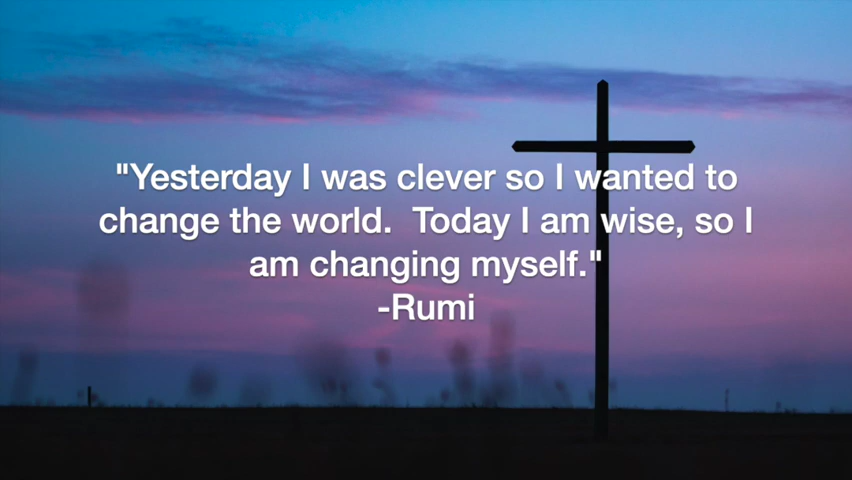 "Yesterday I was clever so I wanted to
change the world.  Today I am wise, so I
am changing myself."
-Rumi